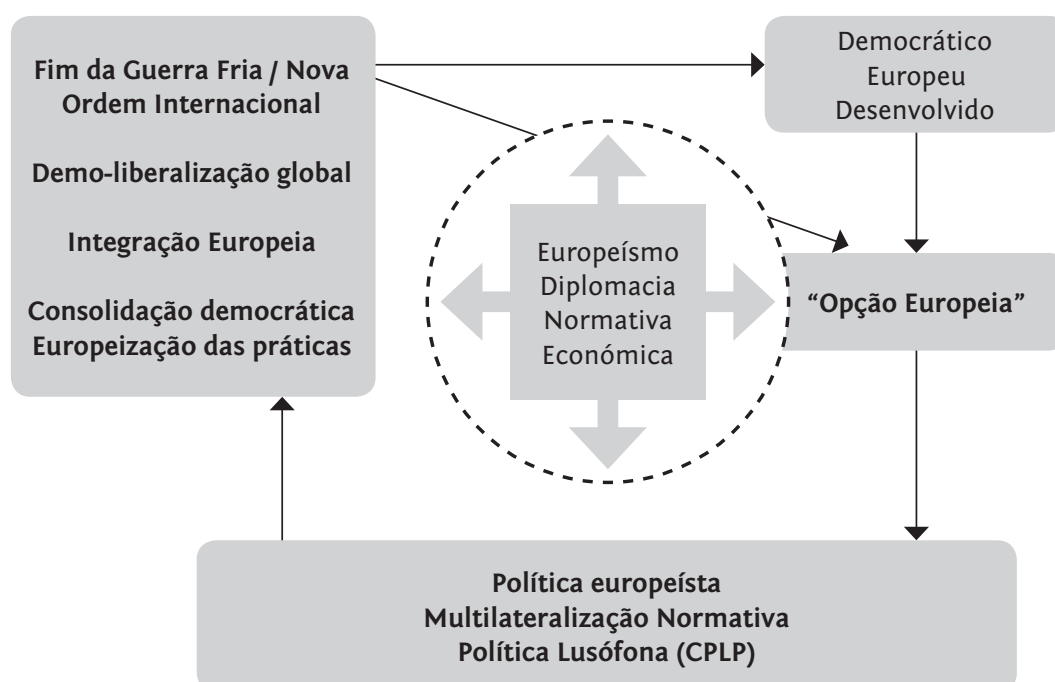 Fim da Guerra Fria / Nova
Ordem Internacional
Demo-liberalização global
Integração Europeia
Consolidação democrática
Europeização das práticas
Democrático
Europeu
Desenvolvido
Europeísmo
Diplomacia
Normativa
Económica
“Opção Europeia”
Política europeísta
Multilateralização Normativa
Política Lusófona (CPLP)